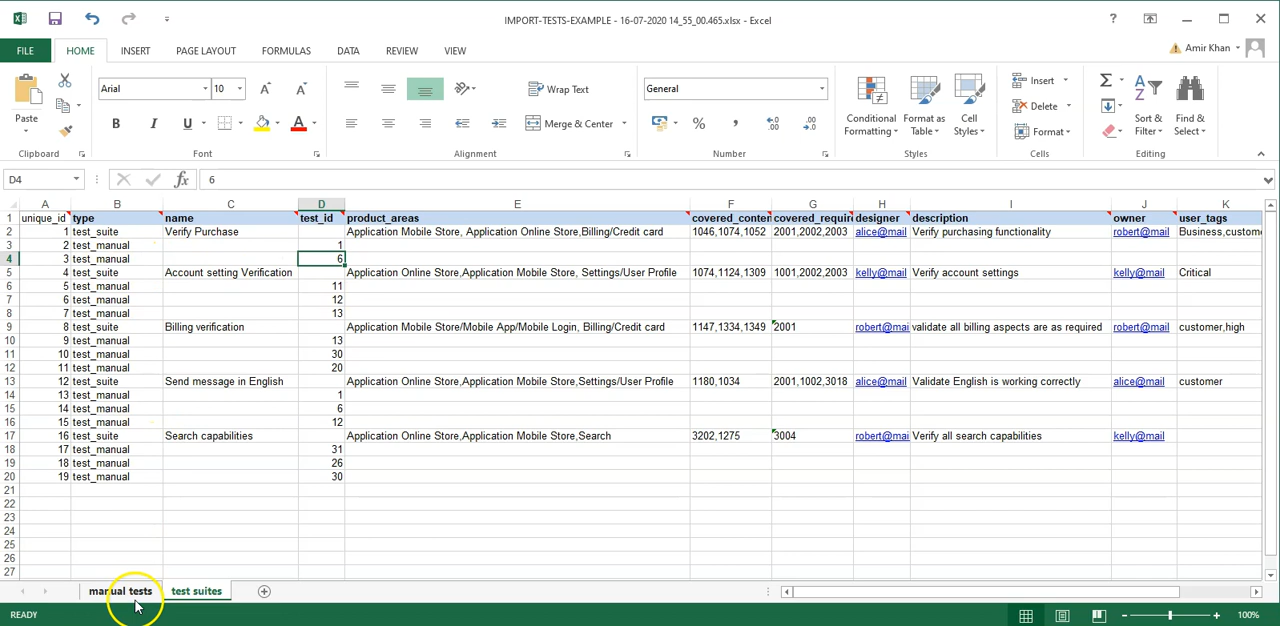 IMPORT-TESTS-EXAMPLE - 16-07-2020 14_55_00.465.xlsx - Excel
FILE HOME INSERT PAGE LAYOUT FORMULAS DATA REVIEW VIEW Amir Khan
Paste Arial 10 Wrap Text General Conditional Formatting Format as Table Cell Styles Insert Sort & Filter Find & Select
B I U Merge & Center % Delete
Format
Clipboard Font Alignment Number Styles Cells Editing
D4 fx 6
A B C D E F G H I J K
1 unique_id type name test_id product_areas covered_conten covered_require designer description owner user_tags
2 1 test_suite Verify Purchase Application Mobile Store, Application Online Store,Billing/Credit card 1046,1074,1052 2001,2002,2003 alice@mail Verify purchasing functionality robert@mail Business,custome
3 2 test_manual 1
4 3 test_manual 6
5 4 test_suite Account setting Verification Application Online Store,Application Mobile Store, Settings/User Profile 1074,1124,1309 1001,2002,2003 kelly@mail Verify account settings kelly@mail Critical
6 5 test_manual 11
7 6 test_manual 12
8 7 test_manual 13
9 8 test_suite Billing verification Application Mobile Store/Mobile App/Mobile Login, Billing/Credit card 1147,1334,1349 2001 robert@mai validate all billing aspects are as required robert@mail customer,high
10 9 test_manual 13
11 10 test_manual 30
12 11 test_manual 20
13 12 test_suite Send message in English Application Online Store,Application Mobile Store,Settings/User Profile 1180,1034 2001,1002,3018 alice@mail Validate English is working correctly alice@mail customer
14 13 test_manual 1
15 14 test_manual 6
16 15 test_manual 12
17 16 test_suite Search capabilities Application Online Store,Application Mobile Store,Search 3202,1275 3004 robert@mai Verify all search capabilities kelly@mail
18 17 test_manual 31
19 18 test_manual 26
20 19 test_manual 30
21
22
23
24
25
26
27
manual tests test suites
READY 100%